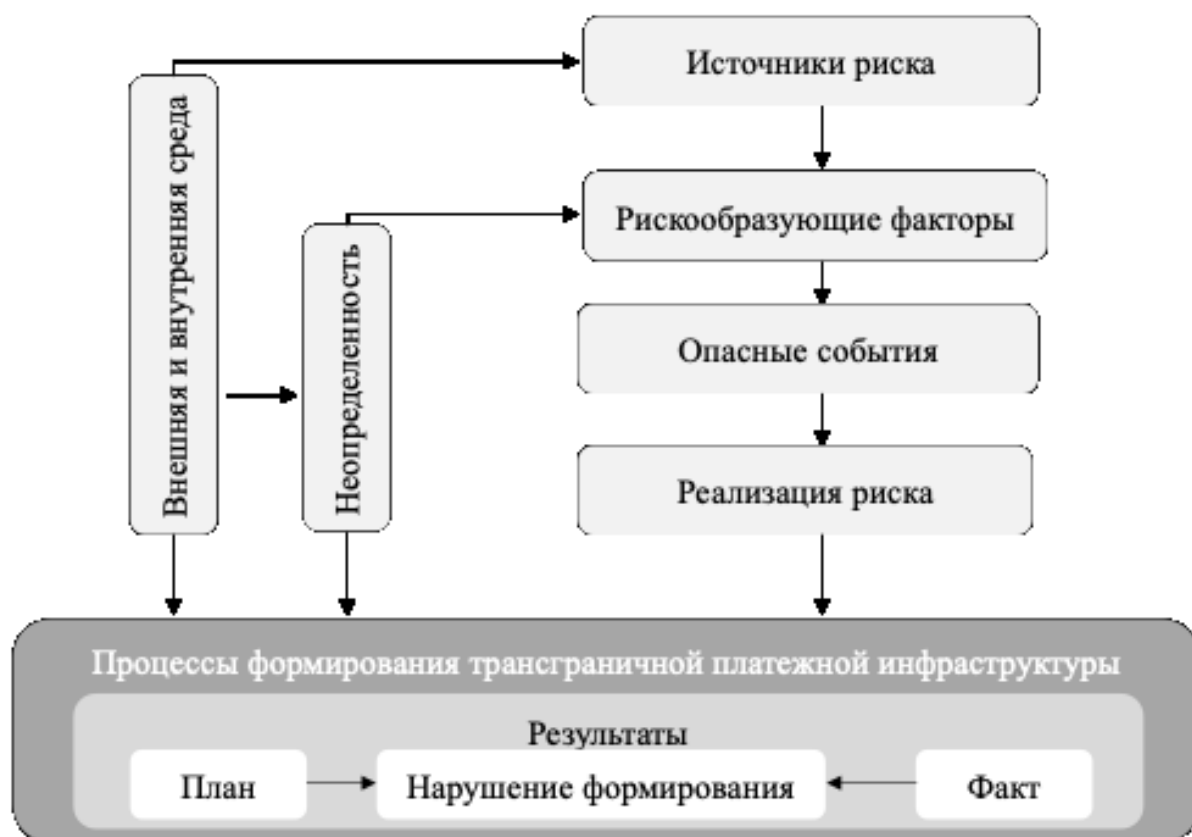 Источники риска
Внешняя и внутренняя среда
Рискообразующие факторы
Неопределенность
Опасные события
Реализация риска
Процессы формирования трансграничной платежной инфраструктуры
Результаты
План
Нарушение формирования
Факт